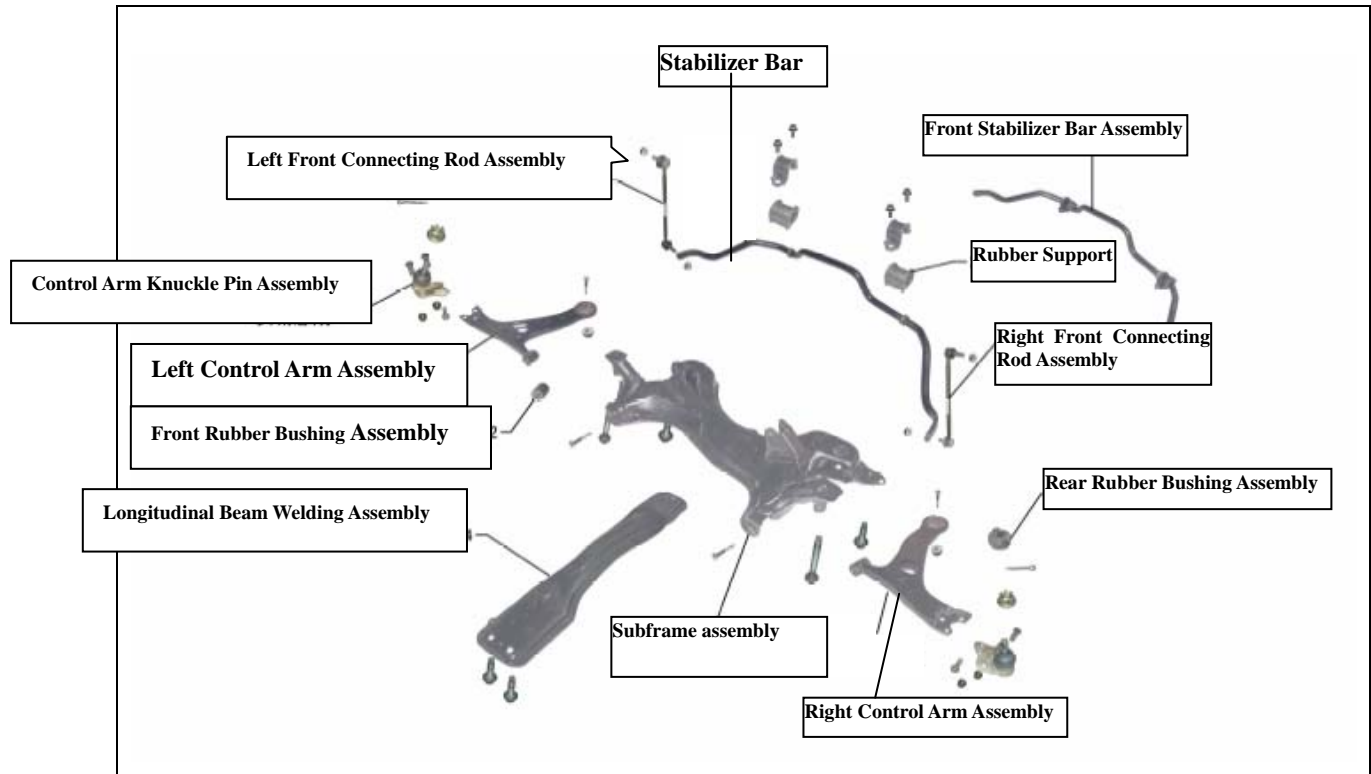 Stabilizer Bar
Front Stabilizer Bar Assembly
Left Front Connecting Rod Assembly
Rubber Support
Control Arm Knuckle Pin Assembly
Right Front Connecting
Rod Assembly
Left Control Arm Assembly
Front Rubber Bushing Assembly
Rear Rubber Bushing Assembly
Longitudinal Beam Welding Assembly
Subframe assembly
Right Control Arm Assembly